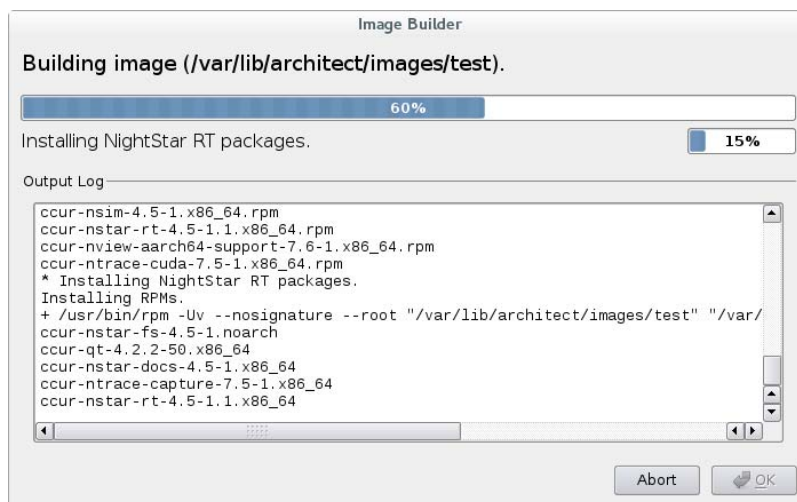 Image Builder
Building image (/var/lib/architect/images/test).
60%
Installing NightStar RT packages.
15%
Output Log
ccur-nsim-4.5-1.x86_64.rpm
ccur-nstar-rt-4.5-1.1.x86_64.rpm
ccur-nview-aarch64-support-7.6-1.x86_64.rpm
ccur-ntrace-cuda-7.5-1.x86_64.rpm
* Installing NightStar RT packages.
Installing RPMs.
+ /usr/bin/rpm -Uv --nosignature --root "/var/lib/architect/images/test" "/var/
ccur-nstar-fs-4.5-1.noarch
ccur-qt-4.2.2-50.x86_64
ccur-nstar-docs-4.5-1.x86_64
ccur-ntrace-capture-7.5-1.x86_64
ccur-nstar-rt-4.5-1.1.x86_64
Abort
OK